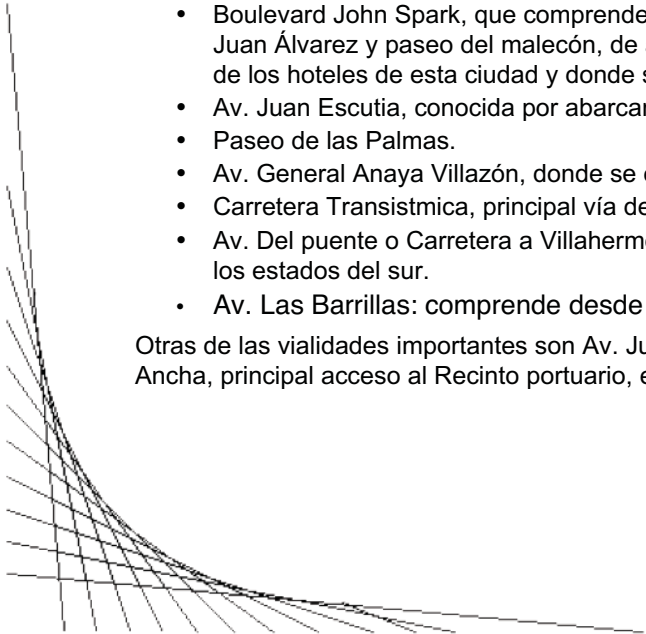 • Boulevard John Spark, que comprende
Juan Álvarez y paseo del malecón, de
de los hoteles de esta ciudad y donde
• Av. Juan Escutia, conocida por abarcar
• Paseo de las Palmas.
• Av. General Anaya Villazón, donde se
• Carretera Transistmica, principal vía de
• Av. Del puente o Carretera a Villaherm
los estados del sur.
• Av. Las Barrillas: comprende desde
Otras de las vialidades importantes son Av. Ju
Ancha, principal acceso al Recinto portuario, e